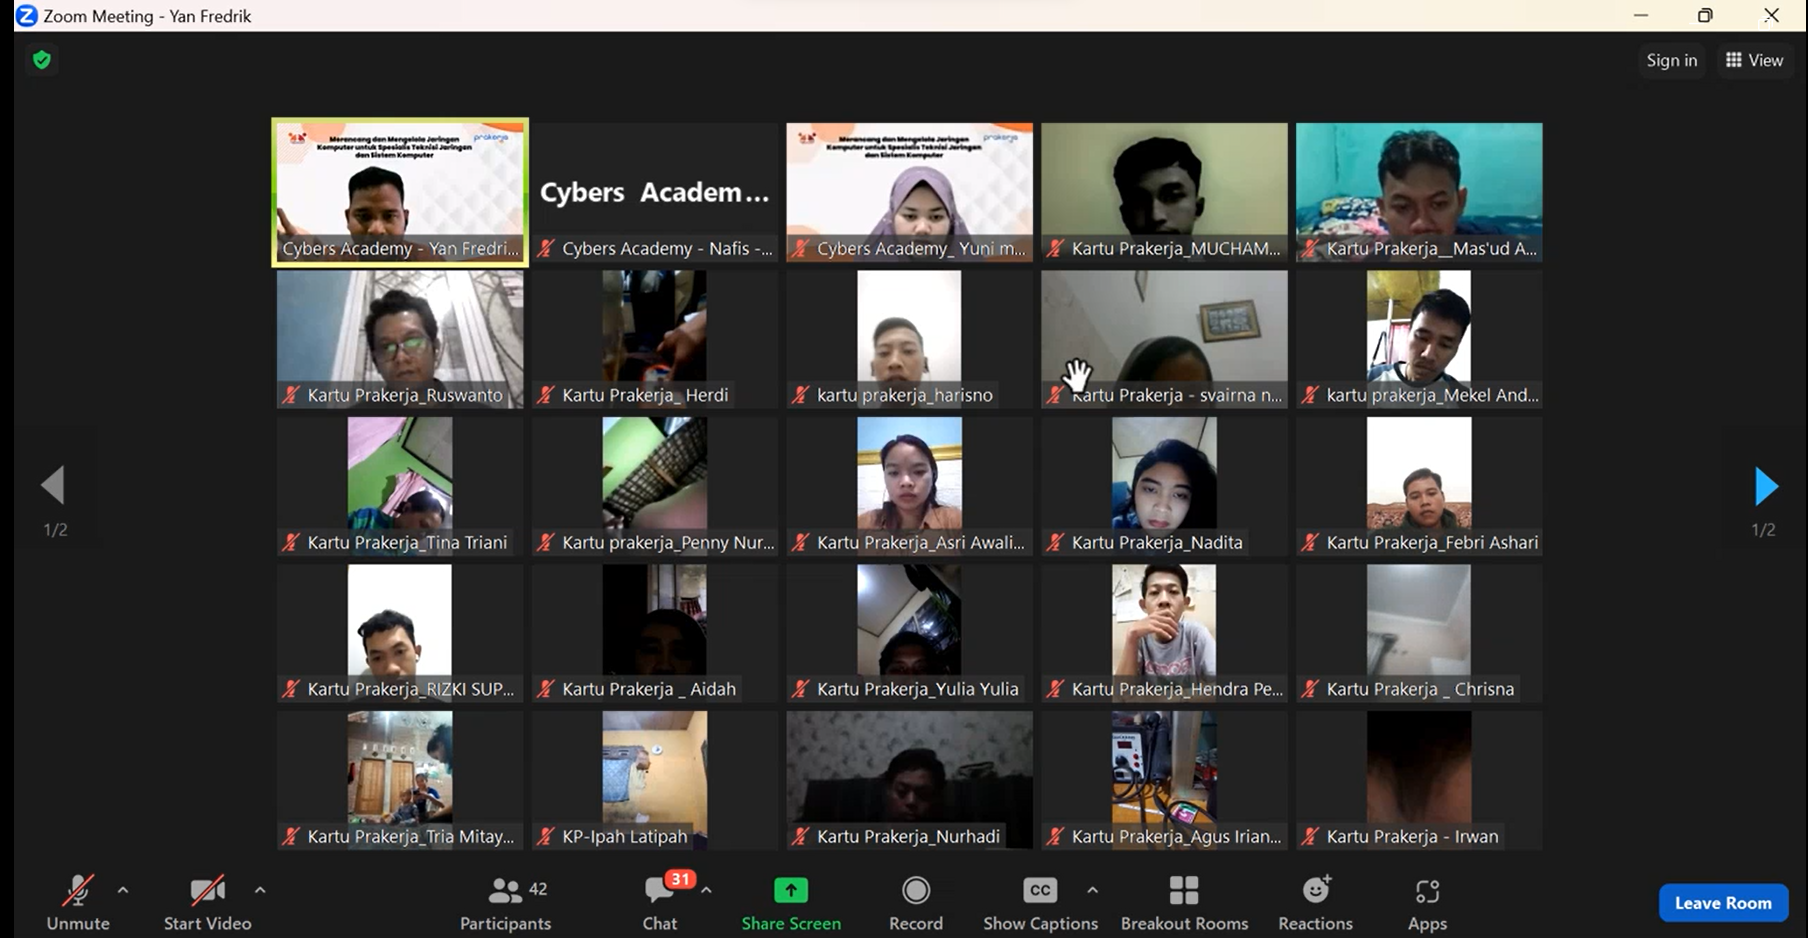 Zoom Meeting - Yan Fredrik
Sign in
View
Merancang dan Mengelola Jaringan
Komputer untuk Spesialis Teknisi Jaringan
dan Sistem Komputer
prakerja
Cybers Academy - Yan Fredri...
Cybers Academ...
Cybers Academy - Nafis -...
Merancang dan Mengelola Jaringan
Komputer untuk Spesialis Teknisi Jaringan
dan Sistem Komputer
prakerja
Cybers Academy_ Yuni m...
Kartu Prakerja_MUCHAM...
Kartu Prakerja__Mas'ud A...
Kartu Prakerja_Ruswanto
Kartu Prakerja_ Herdi
kartu prakerja_harisno
Kartu Prakerja - svairna n...
kartu prakerja_Mekel And...
Kartu Prakerja_Tina Triani
Kartu prakerja_Penny Nur...
Kartu Prakerja_Asri Awali...
Kartu Prakerja_Nadita
Kartu Prakerja_Febri Ashari
1/2
1/2
Kartu Prakerja_RIZKI SUP...
Kartu Prakerja _ Aidah
Kartu Prakerja_Yulia Yulia
Kartu Prakerja_Hendra Pe...
Kartu Prakerja _ Chrisna
Kartu Prakerja_Tria Mitay...
KP-Ipah Latipah
Kartu Prakerja_Nurhadi
Kartu Prakerja_Agus Irian...
Kartu Prakerja - Irwan
42
31
CC
Unmute
Start Video
Participants
Chat
Share Screen
Record
Show Captions
Breakout Rooms
Reactions
Apps
Leave Room